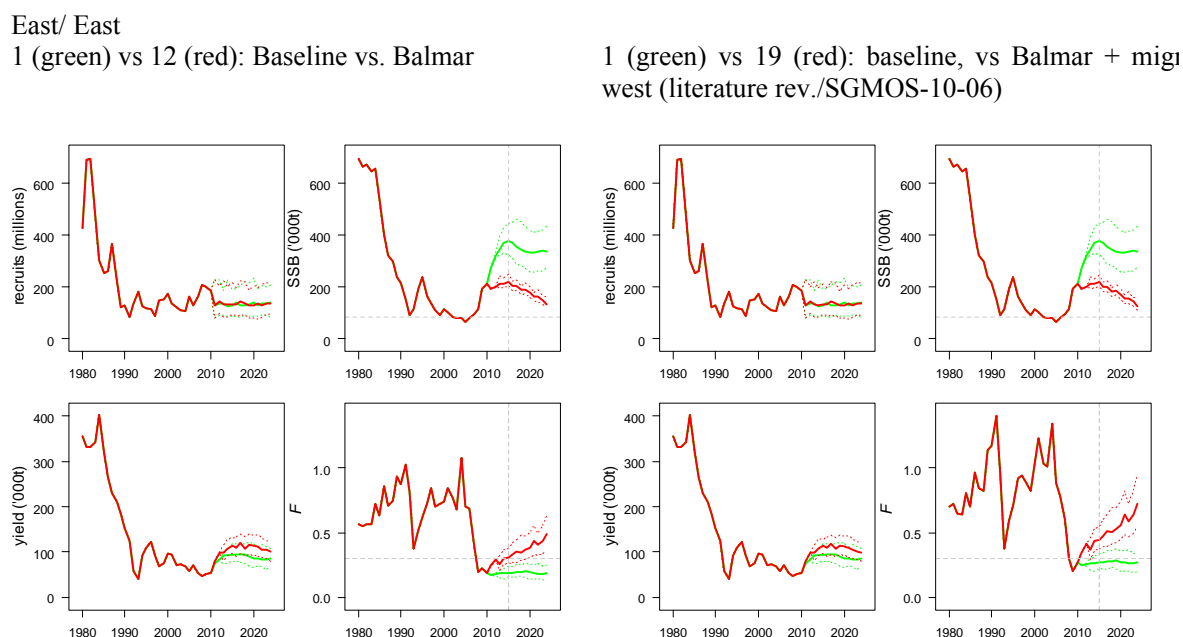 East/ East
1 (green) vs 12 (red): Baseline vs. Balmar
1 (green) vs 19 (red): baseline, vs Balmar + migr
west (literature rev./SGMOS-10-06)
recruits (millions)
0 200 400 600
1980 1990 2000 2010 2020
SSB ('000t)
0 200 400 600
1980 1990 2000 2010 2020
recruits (millions)
0 200 400 600
1980 1990 2000 2010 2020
SSB ('000t)
0 200 400 600
1980 1990 2000 2010 2020
yield ('000t)
0 100 200 300 400
1980 1990 2000 2010 2020
F
0.0 0.5 1.0
1980 1990 2000 2010 2020
yield ('000t)
0 100 200 300 400
1980 1990 2000 2010 2020
F
0.0 0.5 1.0
1980 1990 2000 2010 2020